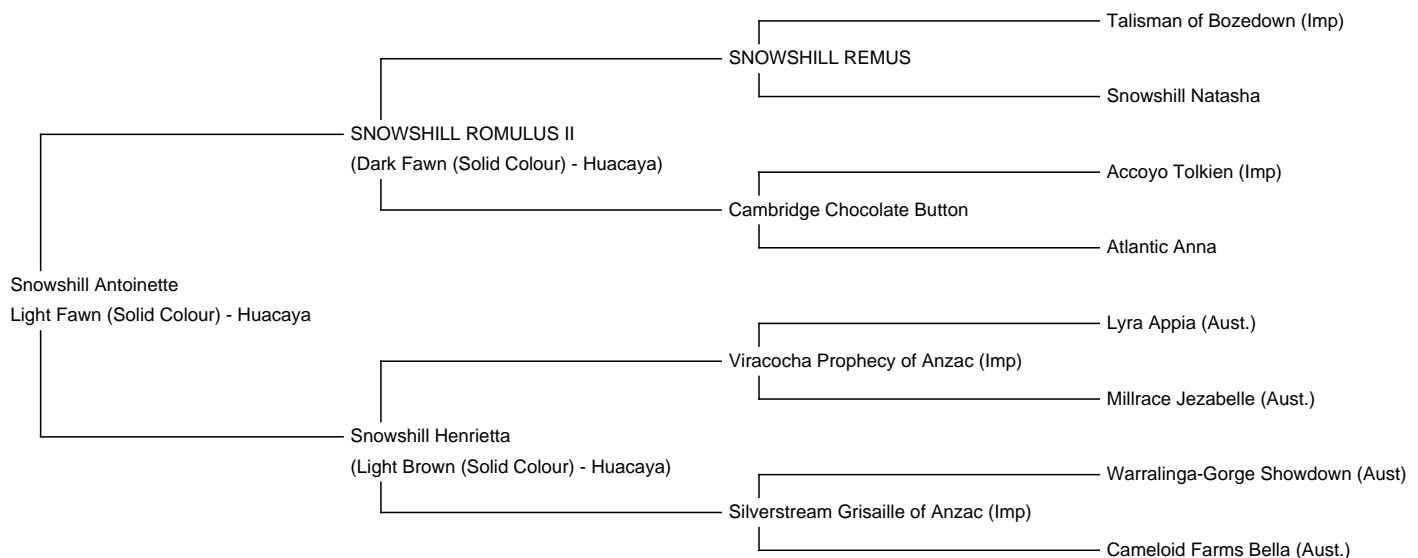 Talisman of Bozedown (Imp)
SNOWSHILL REMUS
Snowshill Natasha
SNOWSHILL ROMULUS II
(Dark Fawn (Solid Colour) - Huacaya)
Accoyo Tolkien (Imp)
Cambridge Chocolate Button
Atlantic Anna
Snowshill Antoinette
Light Fawn (Solid Colour) - Huacaya
Lyra Appia (Aust.)
Viracocha Prophecy of Anzac (Imp)
Millrace Jezabelle (Aust.)
Snowshill Henrietta
(Light Brown (Solid Colour) - Huacaya)
Warralinga-Gorge Showdown (Aust)
Silverstream Grisaille of Anzac (Imp)
Cameloid Farms Bella (Aust.)